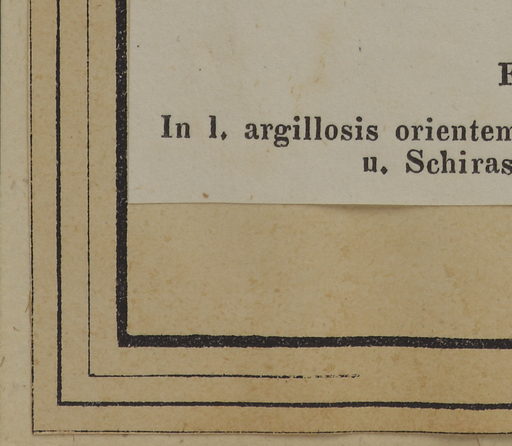 E
In l. argillosis orientem
u. Schiras